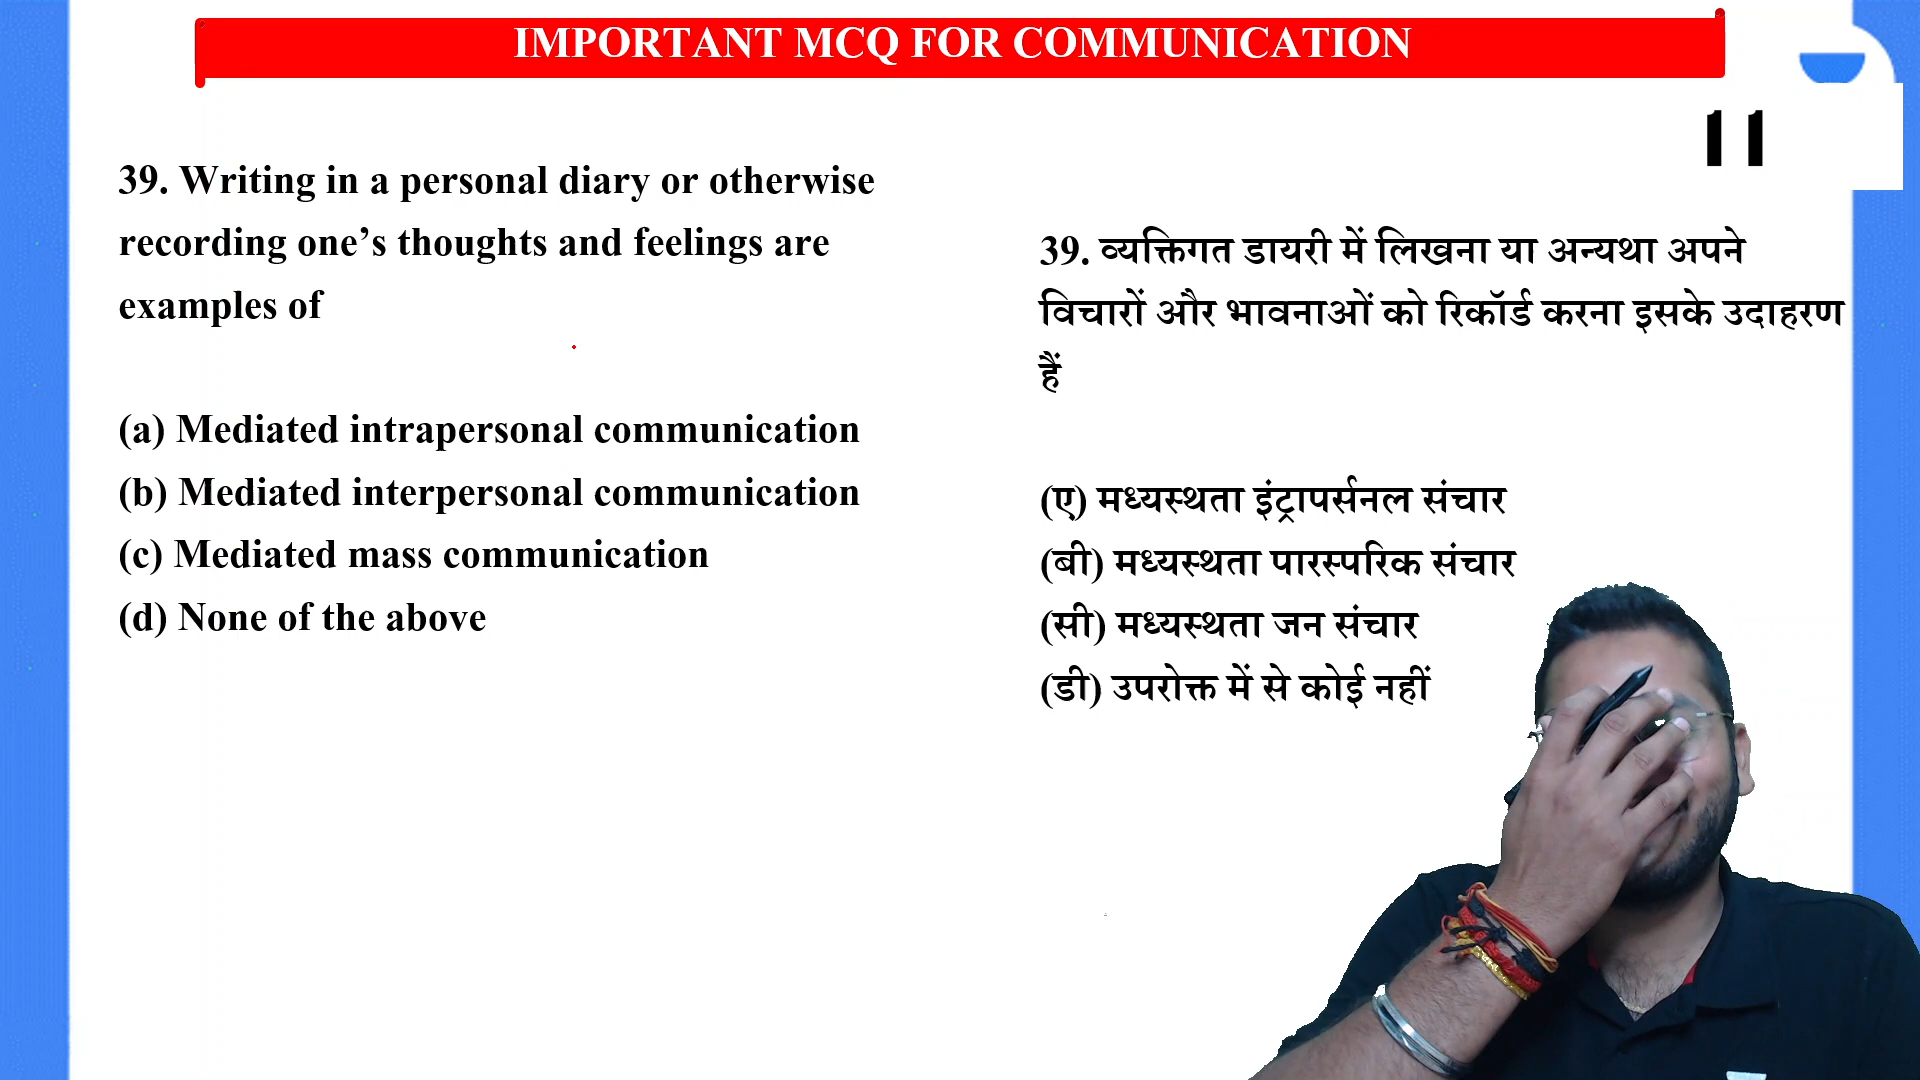 IMPORTANT MCQ FOR COMMUNICATION
11
39. Writing in a personal diary or otherwise
recording one’s thoughts and feelings are
examples of
(a) Mediated intrapersonal communication
(b) Mediated interpersonal communication
(c) Mediated mass communication
(d) None of the above
39. व्यक्तिगत डायरी में लिखना या अन्यथा अपने
विचारों और भावनाओं को रिकॉर्ड करना इसके उदाहरण
हैं
(ए) मध्यस्थता इंट्रापर्सनल संचार
(बी) मध्यस्थता पारस्परिक संचार
(सी) मध्यस्थता जन संचार
(डी) उपरोक्त में से कोई नहीं